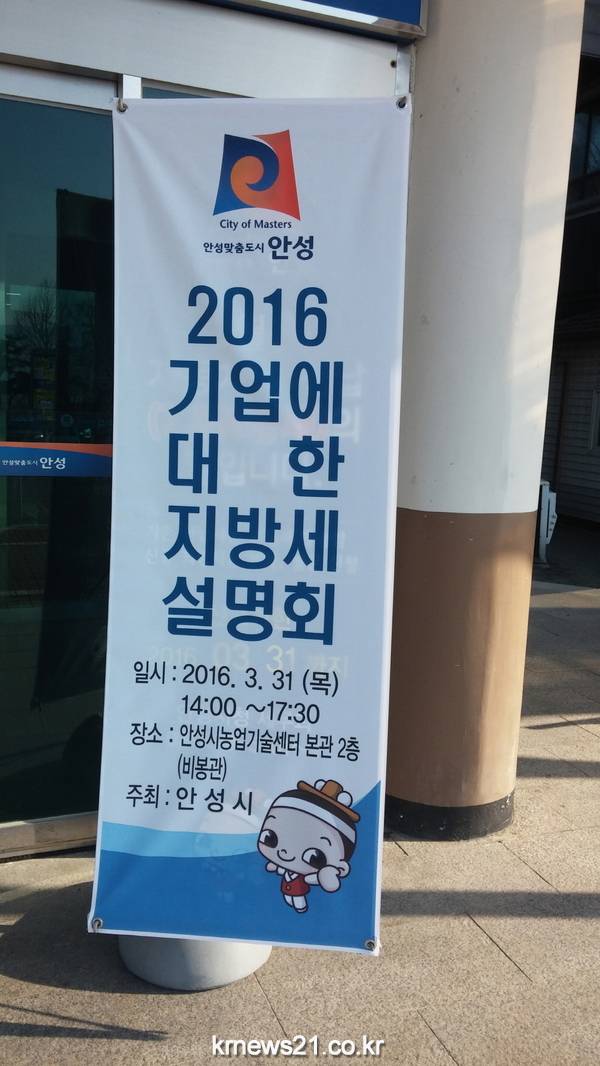 City of Masters
안성맞춤도시 안성
2016
기업에
대 한
지방세
설명회
일시 : 2016. 3. 31 (목)
14:00 ~17:30
장소 : 안성시농업기술센터 본관 2층
(비봉관)
주최 : 안 성 시
안성맞춤도시 안성
krnews21.co.kr